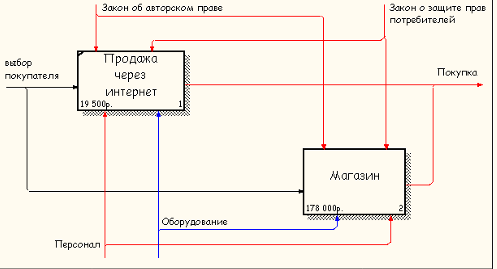 Закон об авторском праве
Закон о защите прав
потребителей
выбор
покупателя
Продажа
через
интернет
19 500р. 1
Покупка
Магазин
178 000р. 2
Оборудование
Персонал